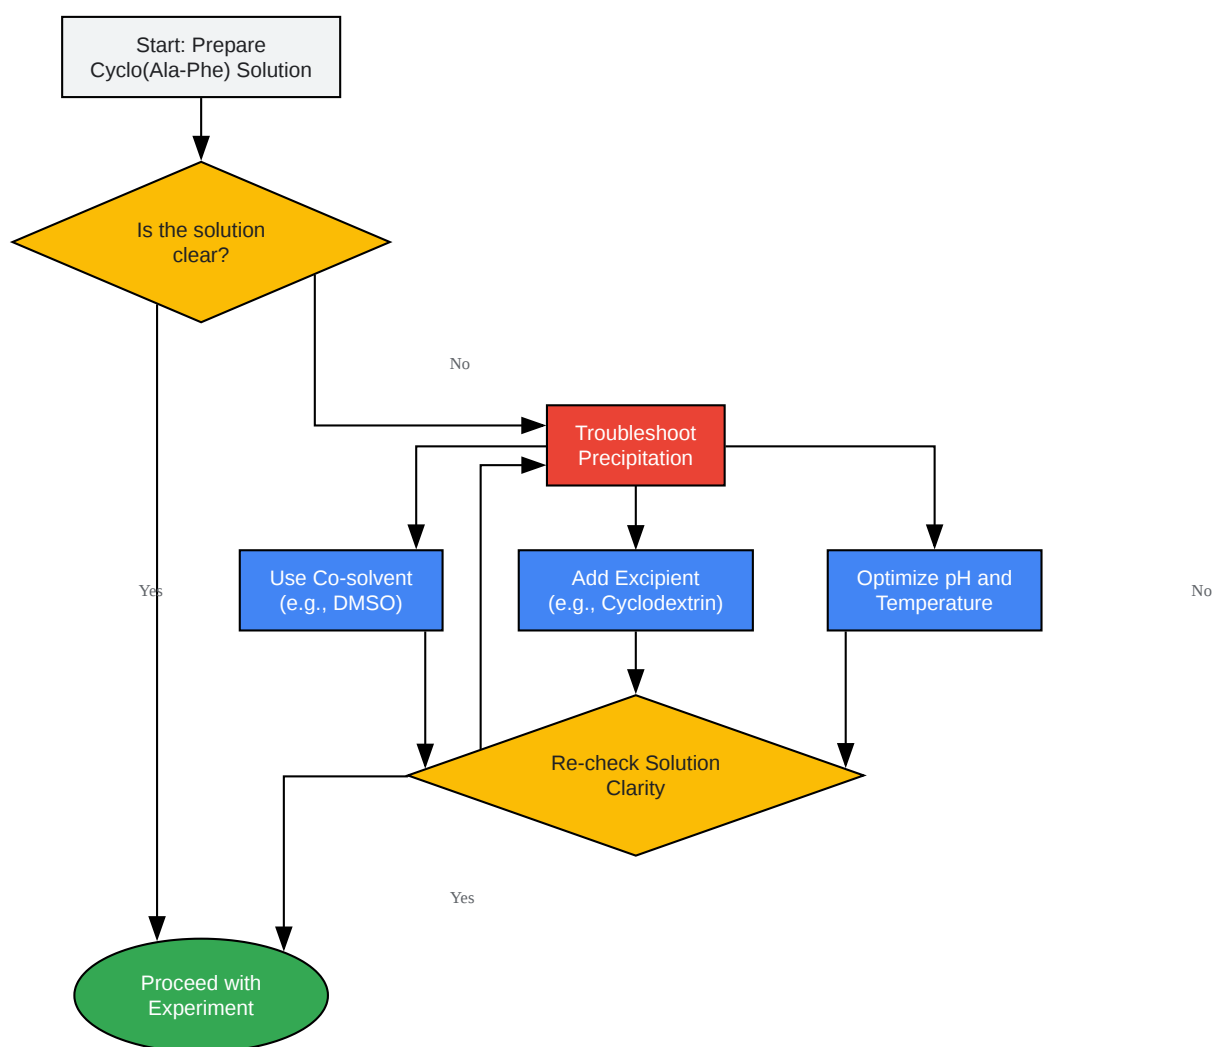 Start: Prepare
Cyclo(Ala-Phe) Solution
Is the solution
clear?
No
Troubleshoot
Precipitation
Yes
Use Co-solvent
(e.g., DMSO)
Add Excipient
(e.g., Cyclodextrin)
Optimize pH and
Temperature
No
Re-check Solution
Clarity
Yes
Proceed with
Experiment